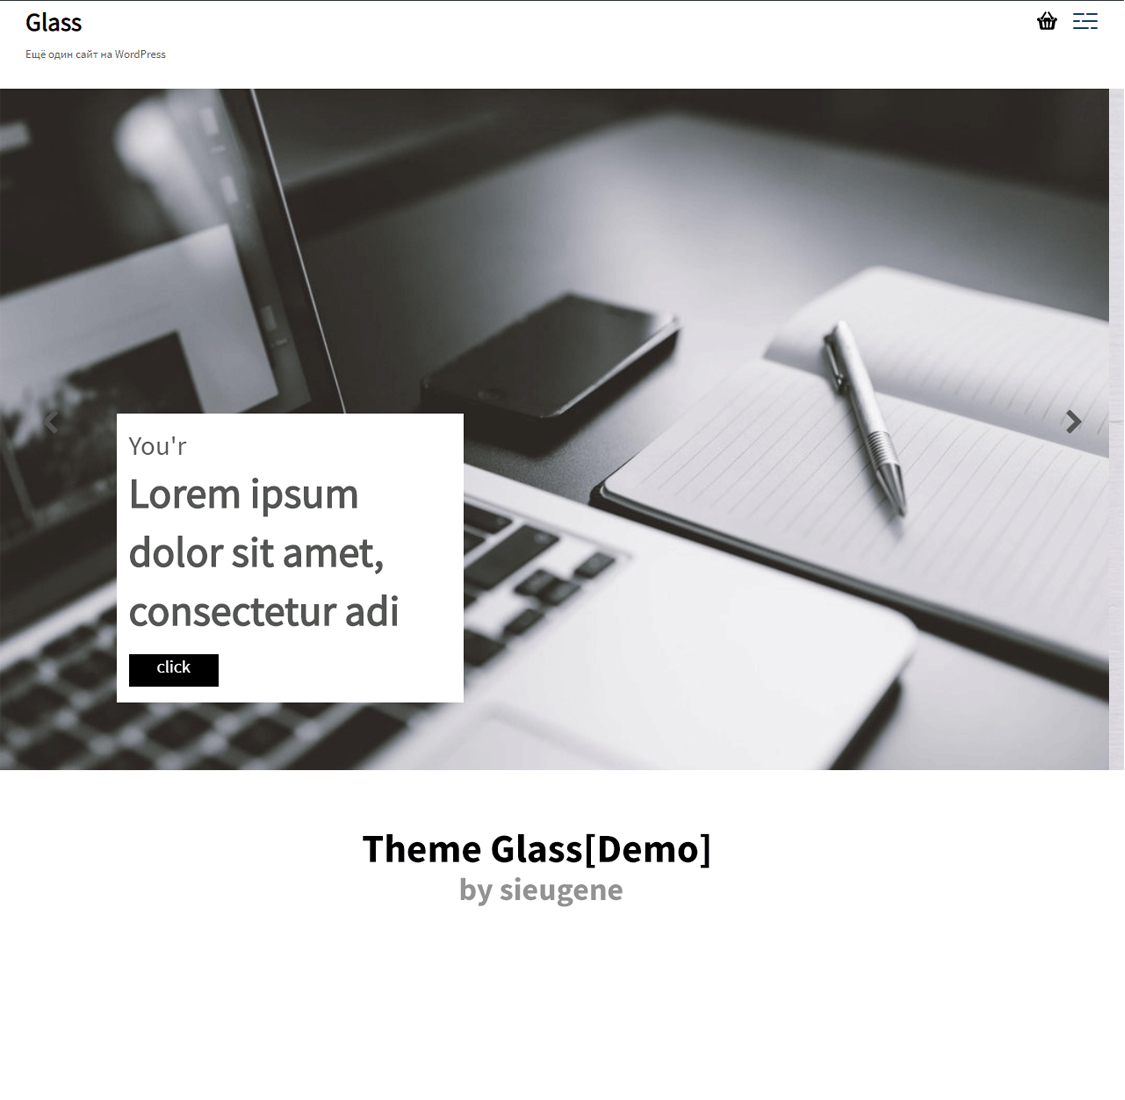 Glass
Ещё один сайт на WordPress
You'r
Lorem ipsum
dolor sit amet,
consectetur adi
click
Theme Glass[Demo]
by sieugene